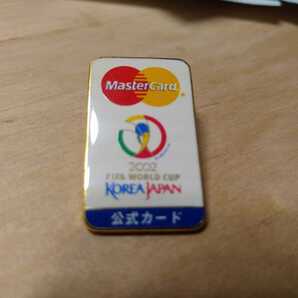 MasterCard
2002
FIFA WORLD CUP
KOREA JAPAN
公式カード